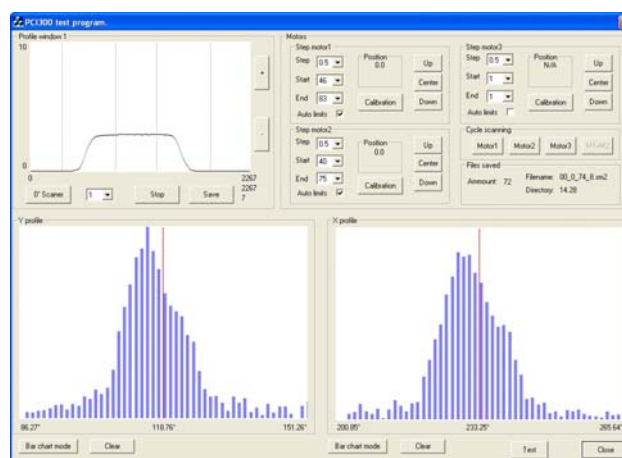 PCI300 test program.
Profile window 1
10
0
0
2267
2267
7
+
-
0° Scaner
1
Stop
Save
Motors
Step motor1
Step 0.5
Start 46
End 83
Auto limits
Position
0.0
Calibration
Up
Center
Down
Step motor2
Step 0.5
Start 40
End 75
Auto limits
Position
0.0
Calibration
Up
Center
Down
Step motor3
Step 0.5
Start 1
End 1
Auto limits
Position
N/A
Calibration
Up
Center
Down
Cycle scanning
Motor1
Motor2
Motor3
Files saved
Ammount: 72
Filename: 00_0_74_8.sm2
Directory: 14.28
Y profile
86.27°
118.76°
151.26°
Bar chart mode
Clear
X profile
200.85°
233.25°
265.64°
Bar chart mode
Clear
Test
Close